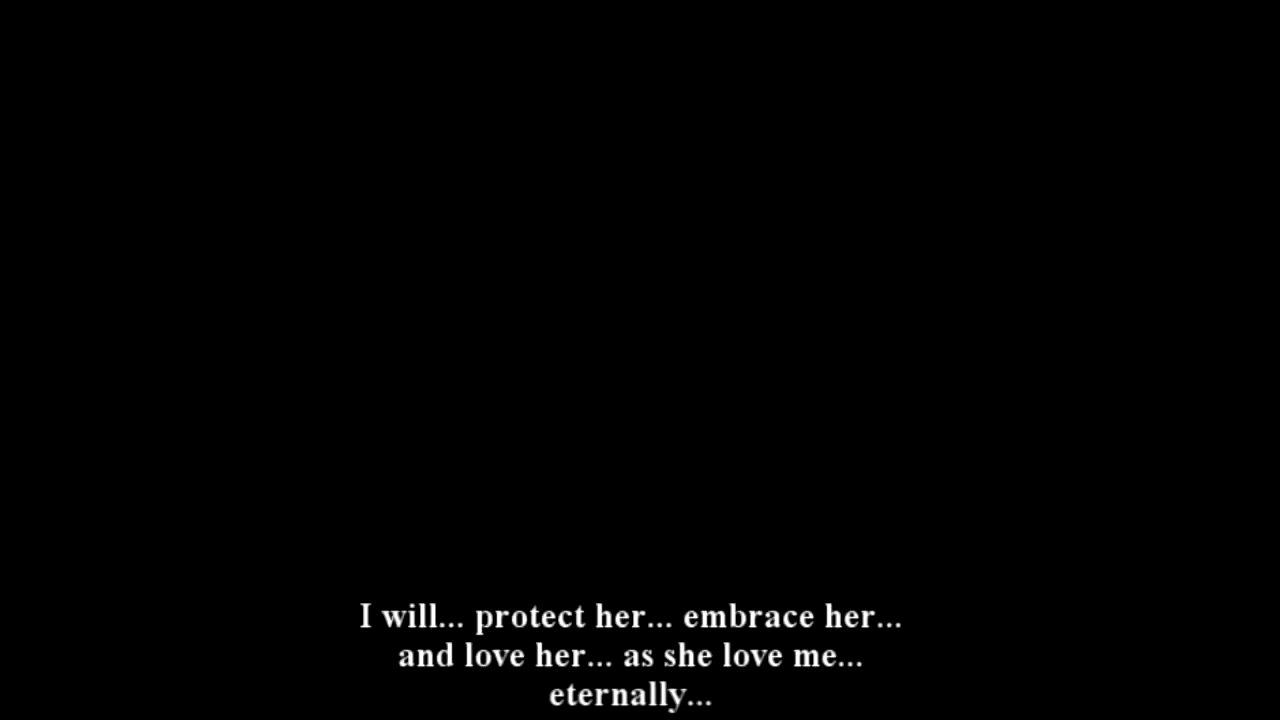 I will... protect her... embrace her...
and love her... as she love me...
eternally...